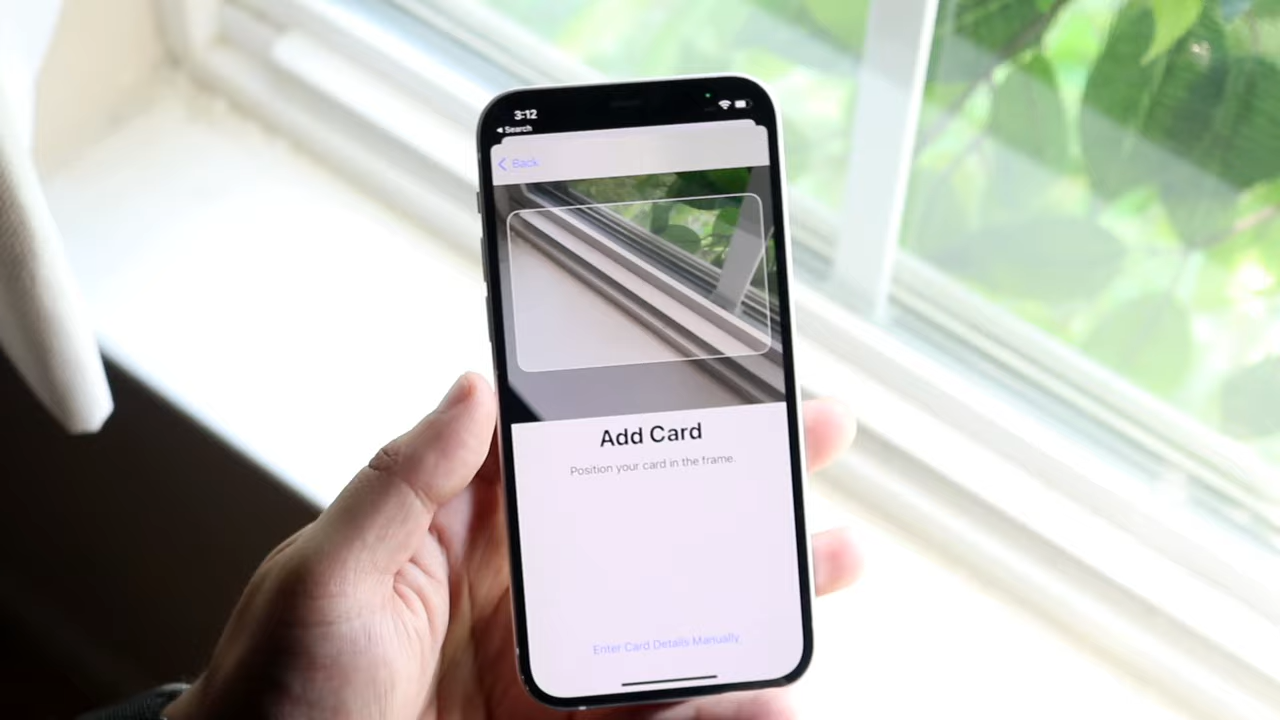 3:12
Search
Back
Add Card
Position your card in the frame.
Enter Card Details Manually